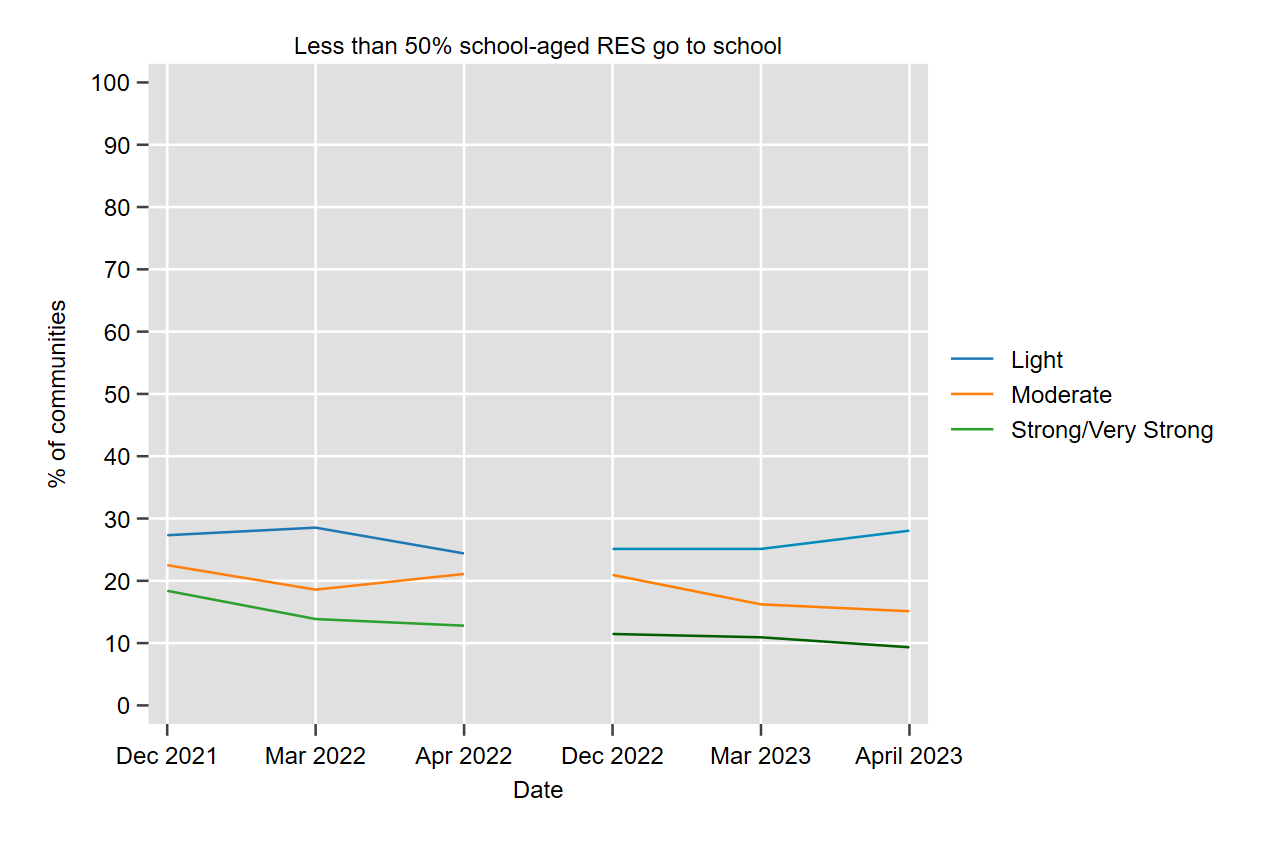 Less than 50% school-aged RES go to school
100
90
80
70
60
50
40
30
20
10
0
% of communities
Dec 2021
Mar 2022
Apr 2022
Dec 2022
Mar 2023
April 2023
Date
Light
Moderate
Strong/Very Strong